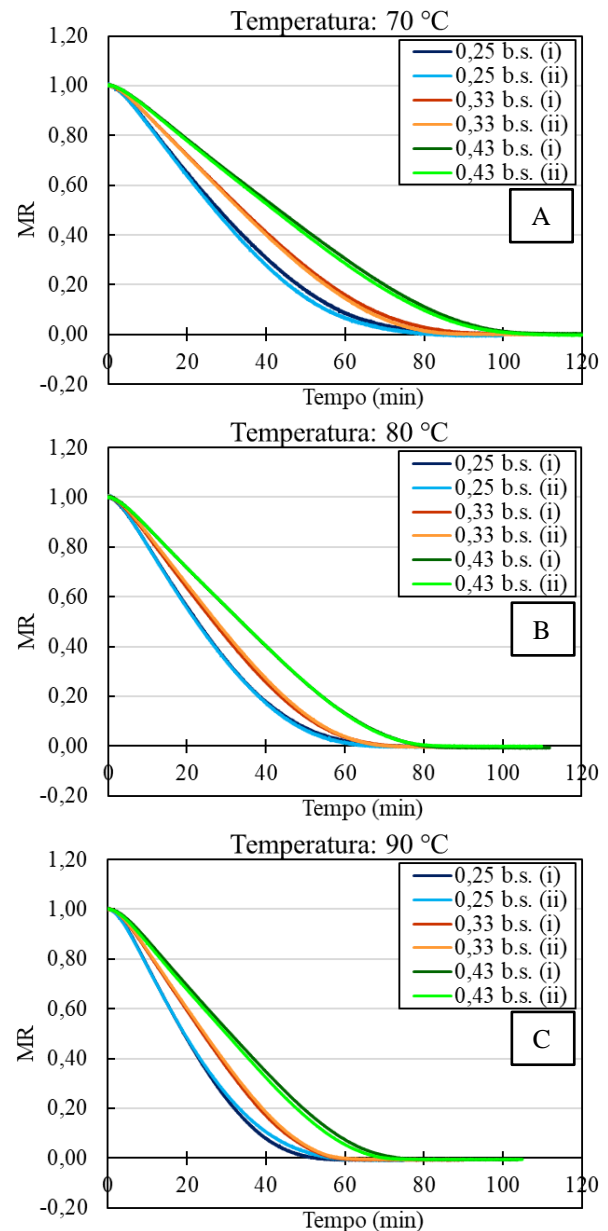 Temperatura: 70 °C
1,20
1,00
0,80
0,60
0,40
0,20
0,00
-0,20
MR
0,25 b.s. (i)
0,25 b.s. (ii)
0,33 b.s. (i)
0,33 b.s. (ii)
0,43 b.s. (i)
0,43 b.s. (ii)
A
0 20 40 60 80 100 120
Tempo (min)
Temperatura: 80 °C
1,20
1,00
0,80
0,60
0,40
0,20
0,00
-0,20
MR
0,25 b.s. (i)
0,25 b.s. (ii)
0,33 b.s. (i)
0,33 b.s. (ii)
0,43 b.s. (i)
0,43 b.s. (ii)
B
0 20 40 60 80 100 120
Tempo (min)
Temperatura: 90 °C
1,20
1,00
0,80
0,60
0,40
0,20
0,00
-0,20
MR
0,25 b.s. (i)
0,25 b.s. (ii)
0,33 b.s. (i)
0,33 b.s. (ii)
0,43 b.s. (i)
0,43 b.s. (ii)
C
0 20 40 60 80 100 120
Tempo (min)